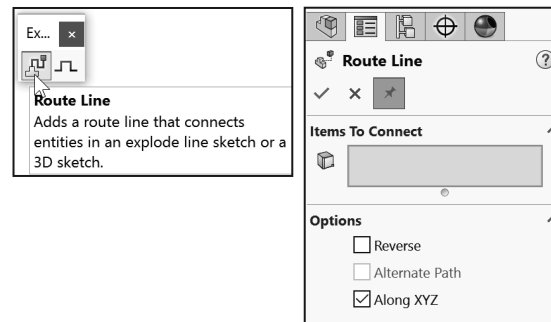 Ex...
Route Line
Adds a route line that connects
entities in an explode line sketch or a
3D sketch.
Route Line
Items To Connect
Options
Reverse
Alternate Path
Along XYZ